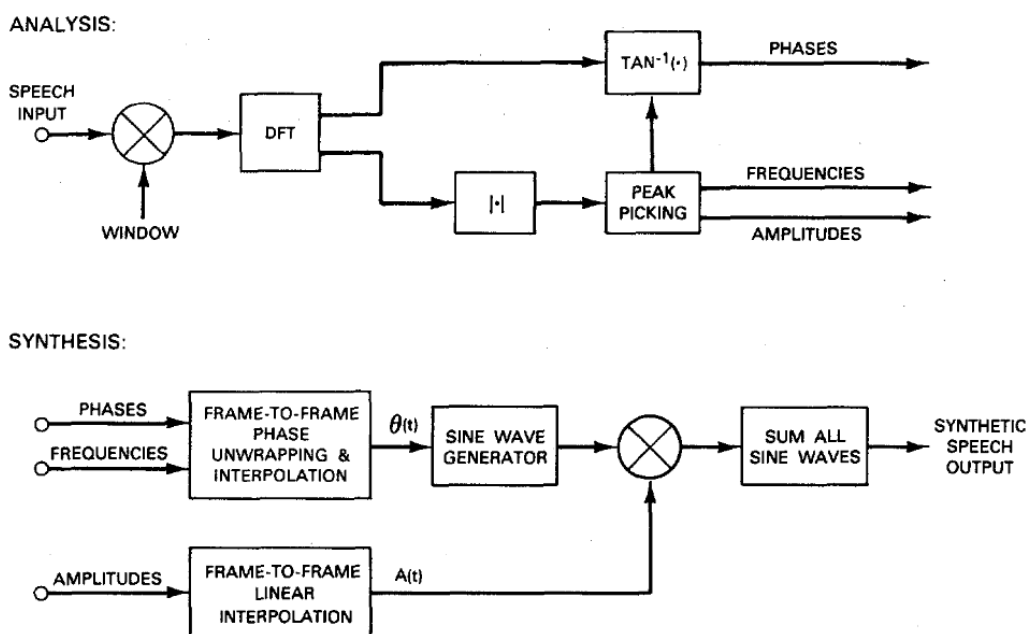 ANALYSIS:
SPEECH
INPUT
WINDOW
DFT
|·|
TAN⁻¹(·)
PEAK
PICKING
PHASES
FREQUENCIES
AMPLITUDES
SYNTHESIS:
PHASES
FREQUENCIES
FRAME-TO-FRAME
PHASE
UNWRAPPING &
INTERPOLATION
θ(t)
SINE WAVE
GENERATOR
SUM ALL
SINE WAVES
SYNTHETIC
SPEECH
OUTPUT
AMPLITUDES
FRAME-TO-FRAME
LINEAR
INTERPOLATION
A(t)